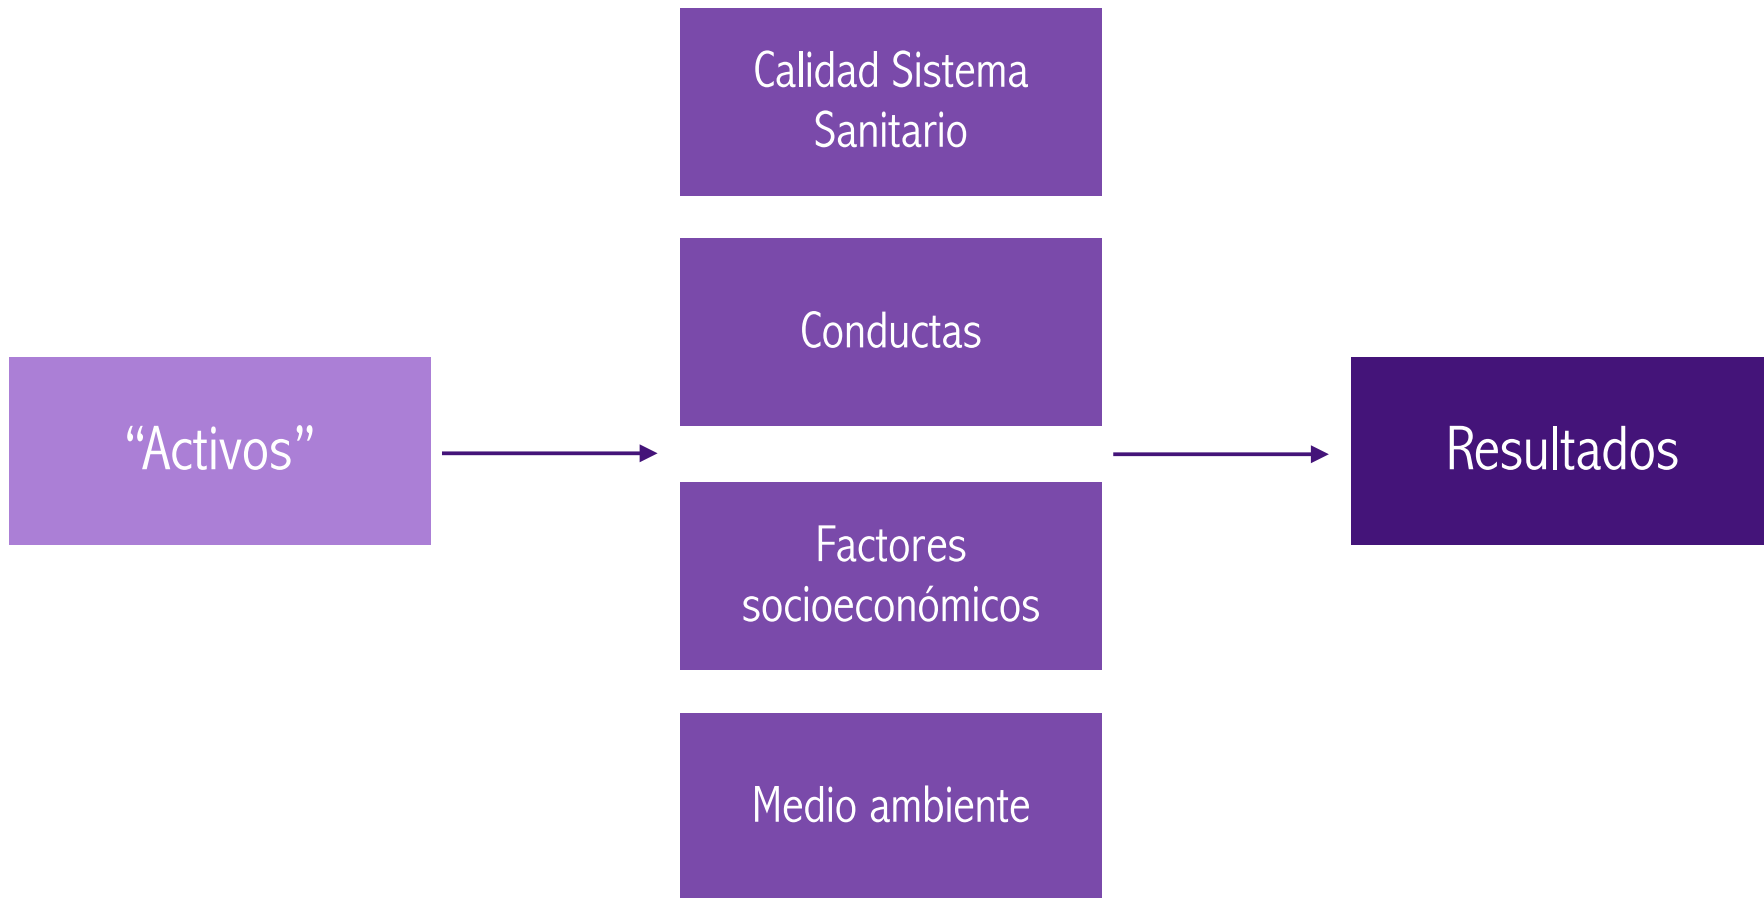 “Activos”
Calidad Sistema
Sanitario
Conductas
Factores
socioeconómicos
Medio ambiente
Resultados